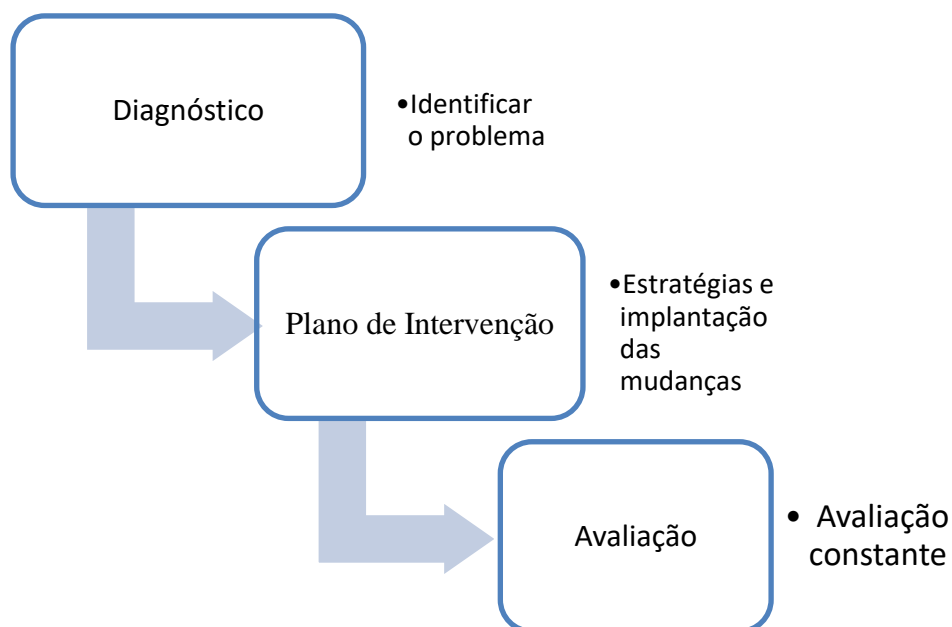 Diagnóstico
•Identificar
o problema
Plano de Intervenção
•Estratégias e
implantação
das
mudanças
Avaliação
• Avaliação
constante